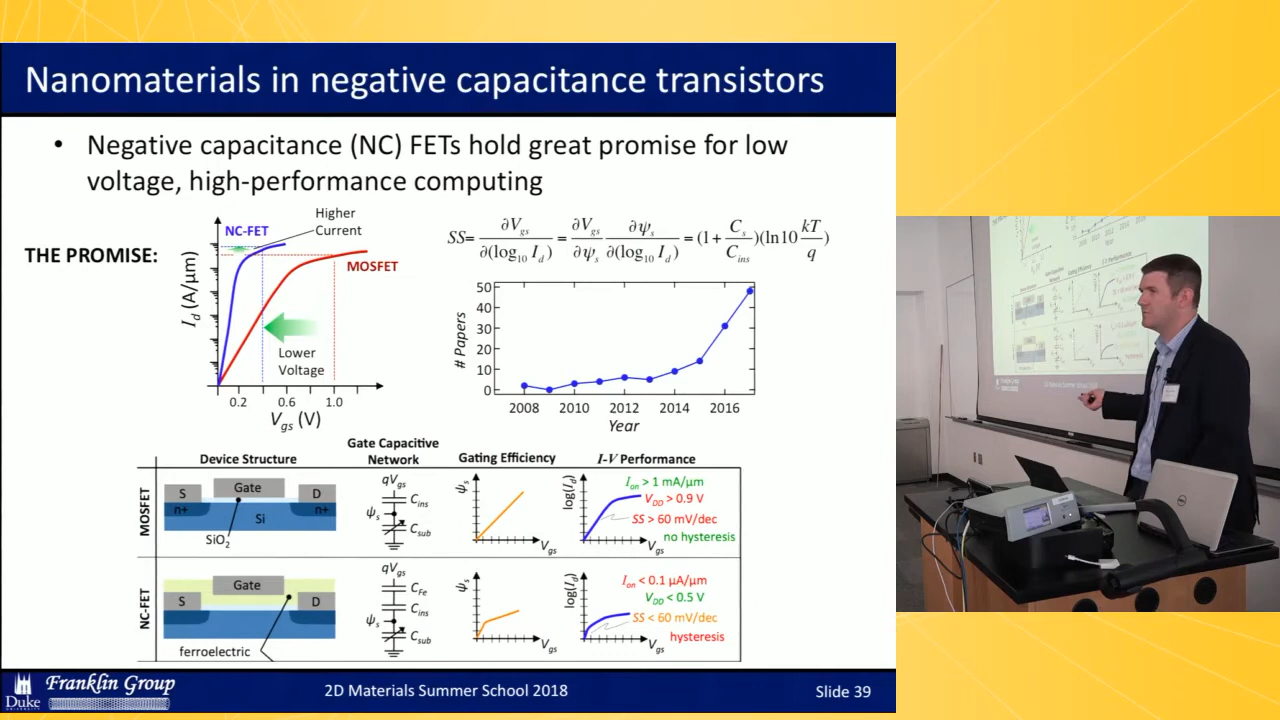 Nanomaterials in negative capacitance transistors
• Negative capacitance (NC) FETs hold great promise for low
voltage, high-performance computing
THE PROMISE:
NC-FET
Higher
Current
MOSFET
Lower
Voltage
I_d (A/μm)
0.2 0.6 1.0
V_gs (V)
SS= ∂V_gs / ∂(log₁₀ I_d) = ∂V_gs / ∂ψ_s ∂ψ_s / ∂(log₁₀ I_d) = (1 + C_s / C_ins)(ln10 kT / q)
50
40
30
20
10
0
# Papers
2008 2010 2012 2014 2016
Year
Device Structure
Gate Capacitive
Network
Gating Efficiency
I-V Performance
MOSFET
S Gate D
n+ Si n+
SiO₂
qV_gs
C_ins
ψ_s
C_sub
ψ_s
V_gs
log(I_d)
V_gs
I_on > 1 mA/μm
V_DD > 0.9 V
SS > 60 mV/dec
no hysteresis
NC-FET
S Gate D
ferroelectric
qV_gs
C_Fe
C_ins
ψ_s
C_sub
ψ_s
V_gs
log(I_d)
V_gs
I_on < 0.1 μA/μm
V_DD < 0.5 V
SS < 60 mV/dec
hysteresis
Duke
UNIVERSITY
Franklin Group
2D Materials Summer School 2018
Slide 39
DELL